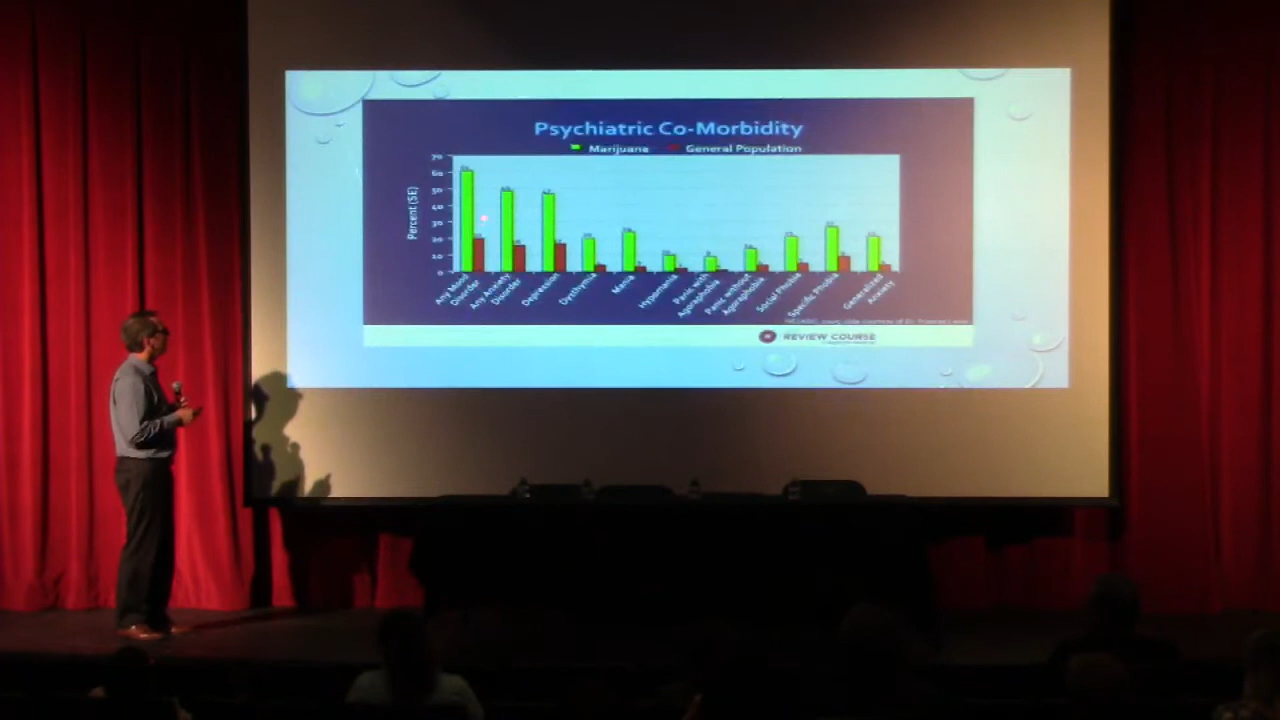 Psychiatric Co-Morbidity
Marijuana General Population
Percent (SE)
70
60
50
40
30
20
10
0
Any Mood Disorder
Any Anxiety Disorder
Depression
Dysthymia
Mania
Hypomania
Panic with Agoraphobia
Panic without Agoraphobia
Social Phobia
Specific Phobia
Generalized Anxiety
REVIEW COURSE